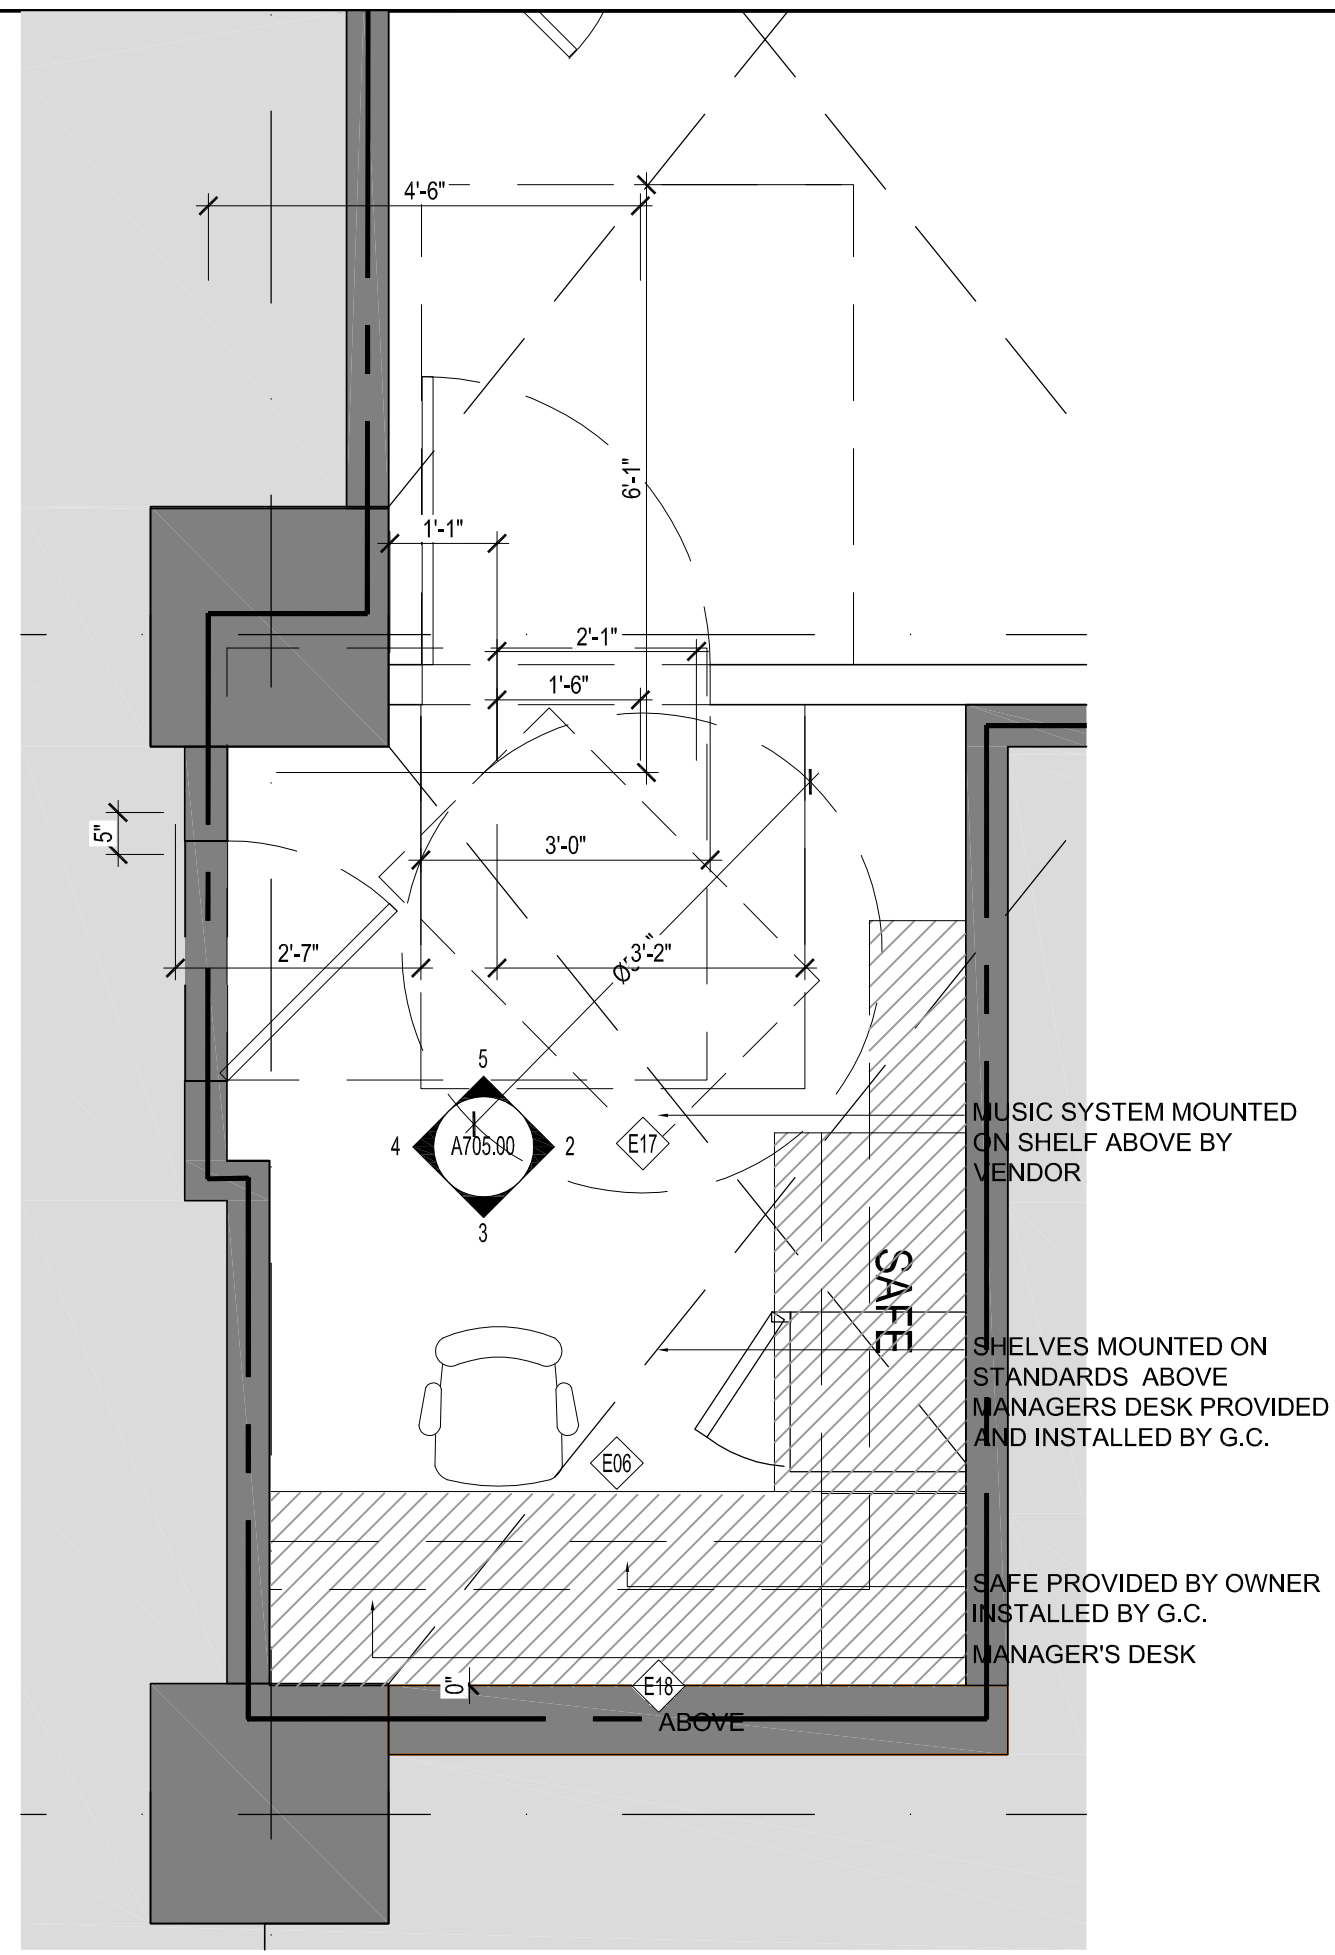 4'-6"
6'-1"
1'-1"
2'-1"
1'-6"
5"
3'-0"
2'-7"
3'-2"
5
4
A705.00
2
3
E17
MUSIC SYSTEM MOUNTED
ON SHELF ABOVE BY
VENDOR
SAFE
SHELVES MOUNTED ON
STANDARDS ABOVE
MANAGERS DESK PROVIDED
AND INSTALLED BY G.C.
E06
SAFE PROVIDED BY OWNER
INSTALLED BY G.C.
MANAGER'S DESK
0"
E18
ABOVE